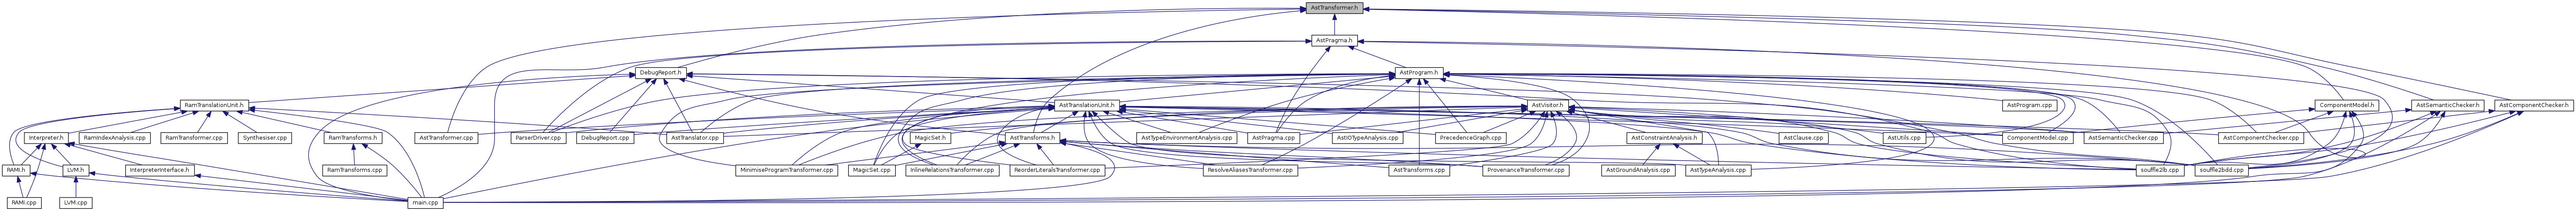 AstTransformer.h
AstPragma.h
DebugReport.h
AstProgram.h
RamTranslationUnit.h
AstTranslationUnit.h
AstVisitor.h
AstProgram.cpp
ComponentModel.h
AstSemanticChecker.h
AstComponentChecker.h
Interpreter.h
RamIndexAnalysis.cpp
RamTransformer.cpp
Synthesiser.cpp
RamTransforms.h
AstTransformer.cpp
ParserDriver.cpp
DebugReport.cpp
AstTranslator.cpp
MagicSet.h
AstTransforms.h
AstTypeEnvironmentAnalysis.cpp
AstPragma.cpp
AstIOTypeAnalysis.cpp
PrecedenceGraph.cpp
AstConstraintAnalysis.h
AstClause.cpp
AstUtils.cpp
ComponentModel.cpp
AstSemanticChecker.cpp
AstComponentChecker.cpp
RAMI.h
LVM.h
InterpreterInterface.h
RamTransforms.cpp
MinimiseProgramTransformer.cpp
MagicSet.cpp
InlineRelationsTransformer.cpp
ReorderLiteralsTransformer.cpp
ResolveAliasesTransformer.cpp
AstTransforms.cpp
ProvenanceTransformer.cpp
AstGroundAnalysis.cpp
AstTypeAnalysis.cpp
souffle2lb.cpp
souffle2bdd.cpp
RAMI.cpp
LVM.cpp
main.cpp